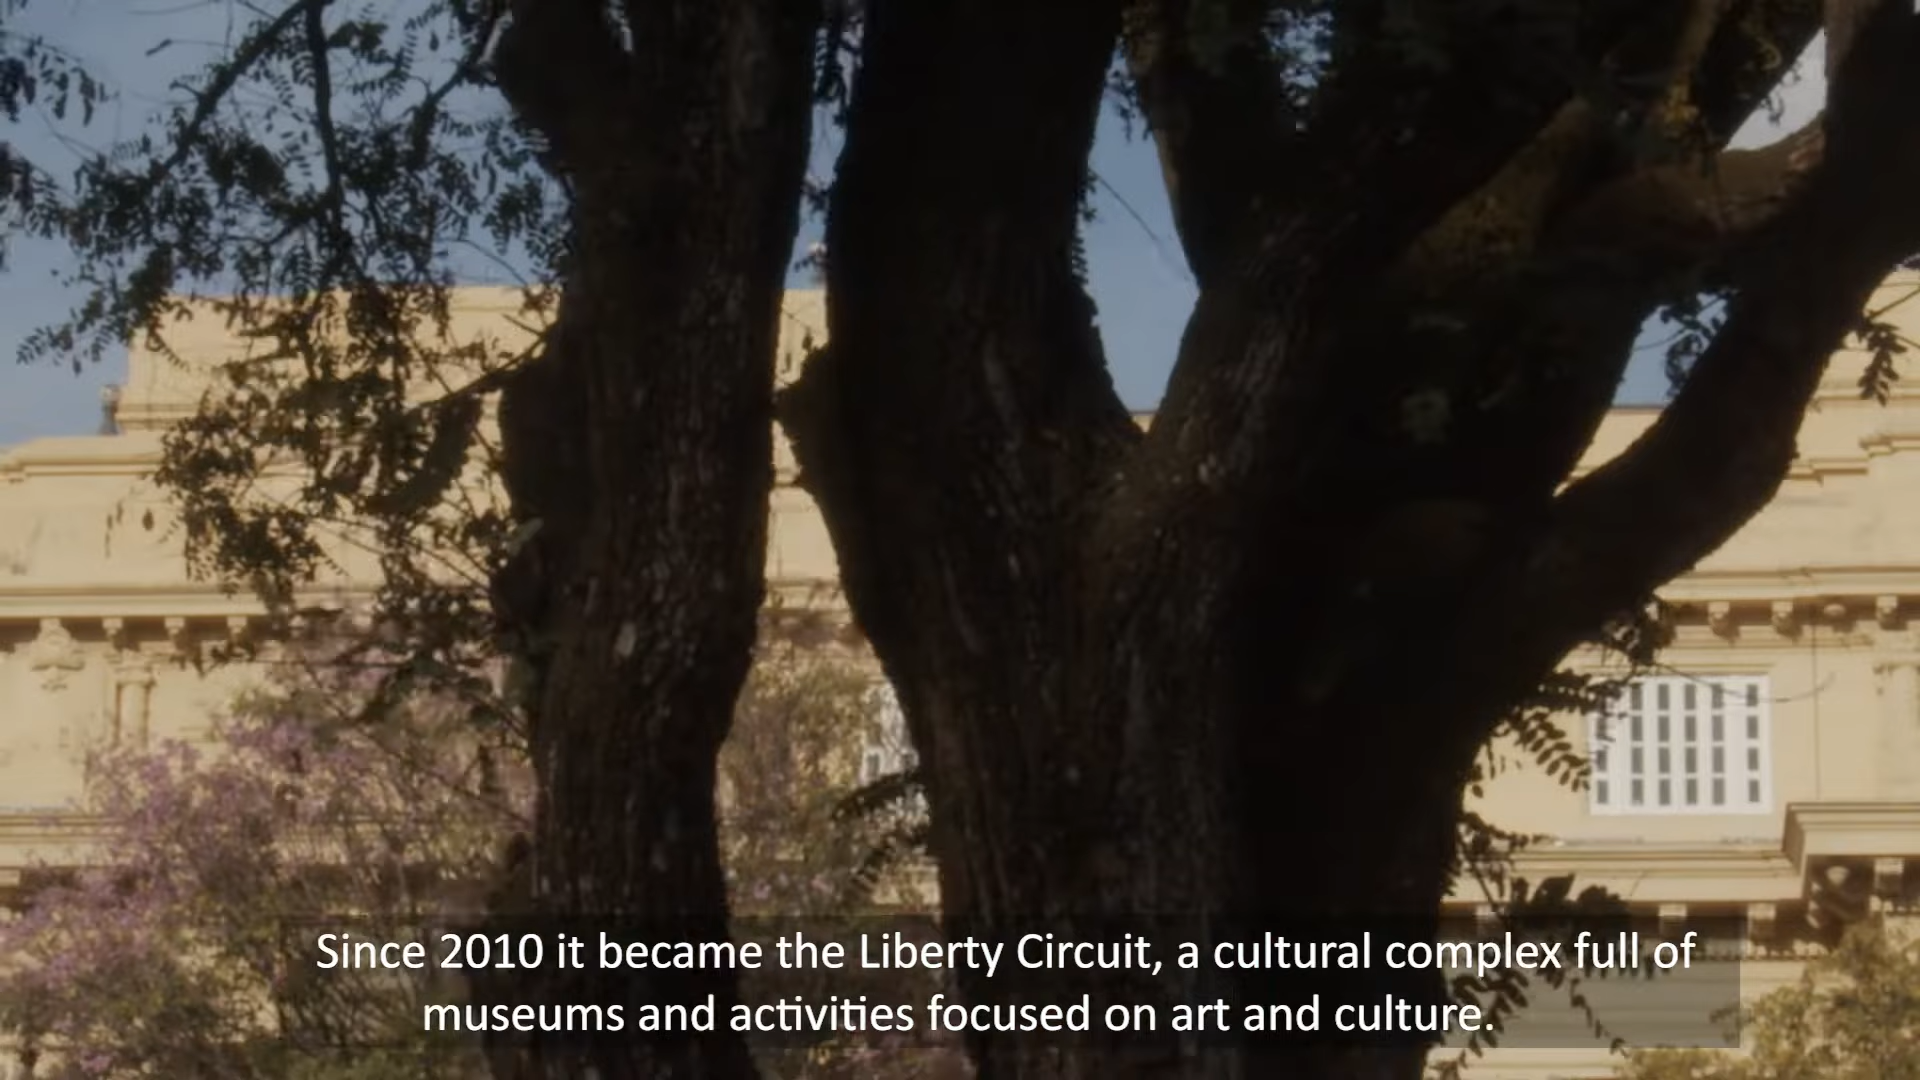 Since 2010 it became the Liberty Circuit, a cultural complex full of
museums and activities focused on art and culture.